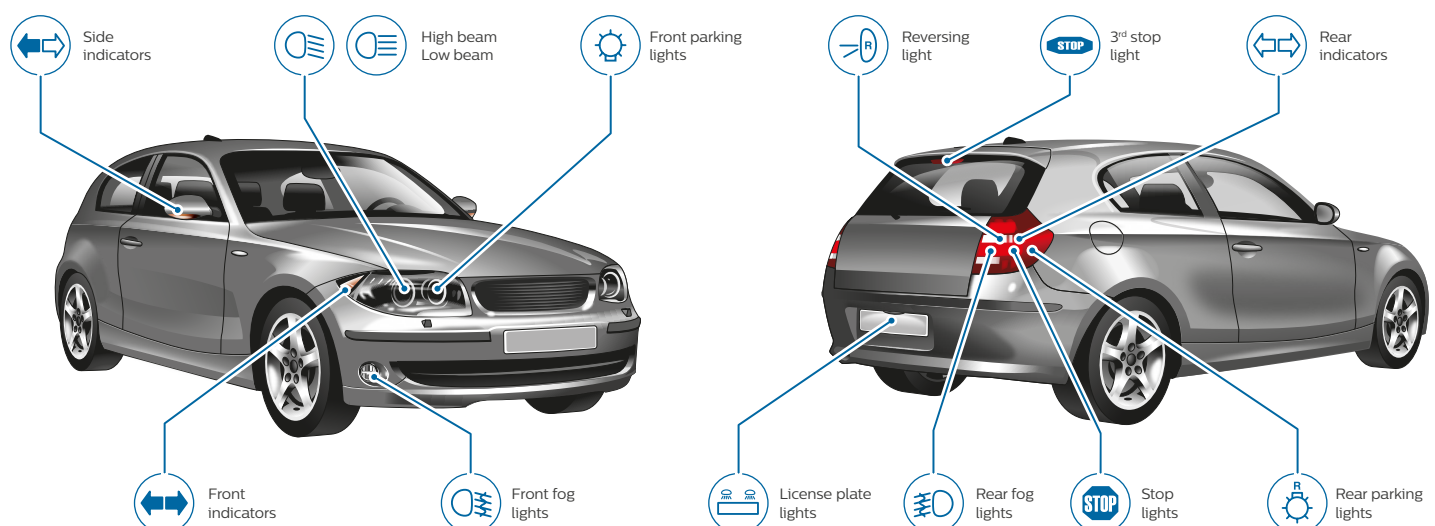 Side
indicators
High beam
Low beam
Front parking
lights
Reversing
light
R
STOP
3rd stop
light
Rear
indicators
Front
indicators
Front fog
lights
License plate
lights
Rear fog
lights
STOP
Stop
lights
R
Rear parking
lights